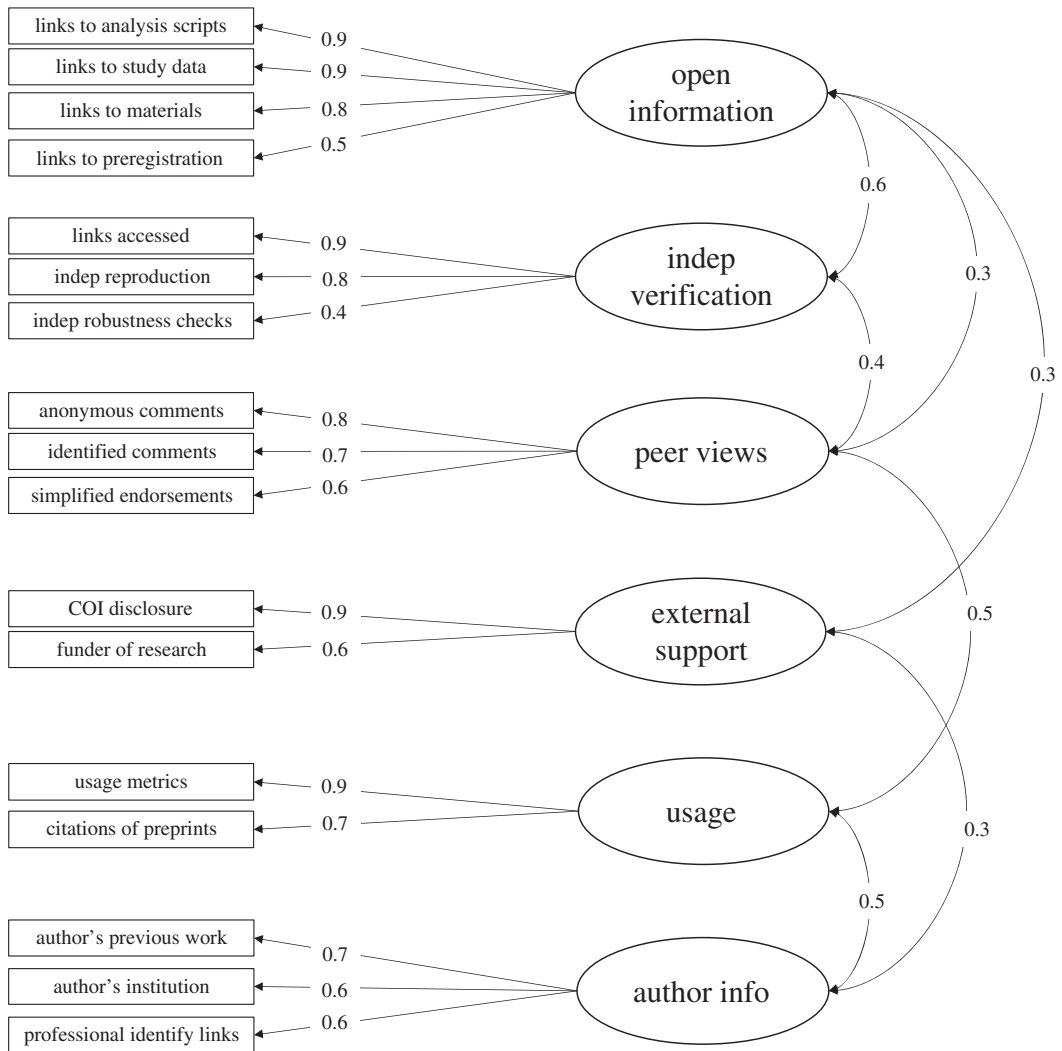 links to analysis scripts
links to study data
links to materials
links to preregistration
0.9
0.9
0.8
0.5
open
information
links accessed
indep reproduction
indep robustness checks
0.9
0.8
0.4
indep
verification
anonymous comments
identified comments
simplified endorsements
0.8
0.7
0.6
peer views
COI disclosure
funder of research
0.9
0.6
external
support
usage metrics
citations of preprints
0.9
0.7
usage
author's previous work
author's institution
professional identify links
0.7
0.6
0.6
author info
0.6
0.3
0.4
0.3
0.5
0.3
0.5